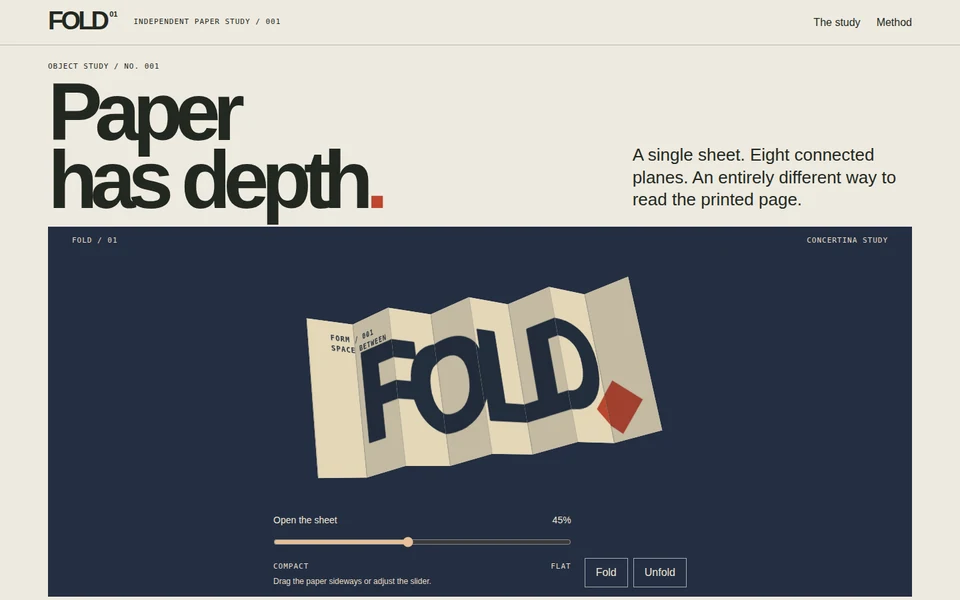 FOLD 01
INDEPENDENT PAPER STUDY / 001
The study
Method
OBJECT STUDY / NO. 001
Paper
has depth.
A single sheet. Eight connected
planes. An entirely different way to
read the printed page.
FOLD / 01
CONCERTINA STUDY
FORM / 001
SPACE BETWEEN
FOLD
Open the sheet
45%
COMPACT
FLAT
Drag the paper sideways or adjust the slider.
Fold
Unfold